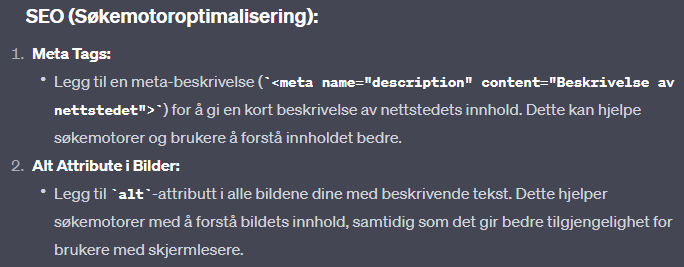 SEO (Søkemotoroptimalisering):
1. Meta Tags:
• Legg til en meta-beskrivelse (`<meta name="description" content="Beskrivelse av
nettstedet">`) for å gi en kort beskrivelse av nettstedets innhold. Dette kan hjelpe
søkemotorer og brukere å forstå innholdet bedre.
2. Alt Attribute i Bilder:
• Legg til `alt`-attributt i alle bildene dine med beskrivende tekst. Dette hjelper
søkemotorer med å forstå bildets innhold, samtidig som det gir bedre tilgjengelighet for
brukere med skjermlesere.